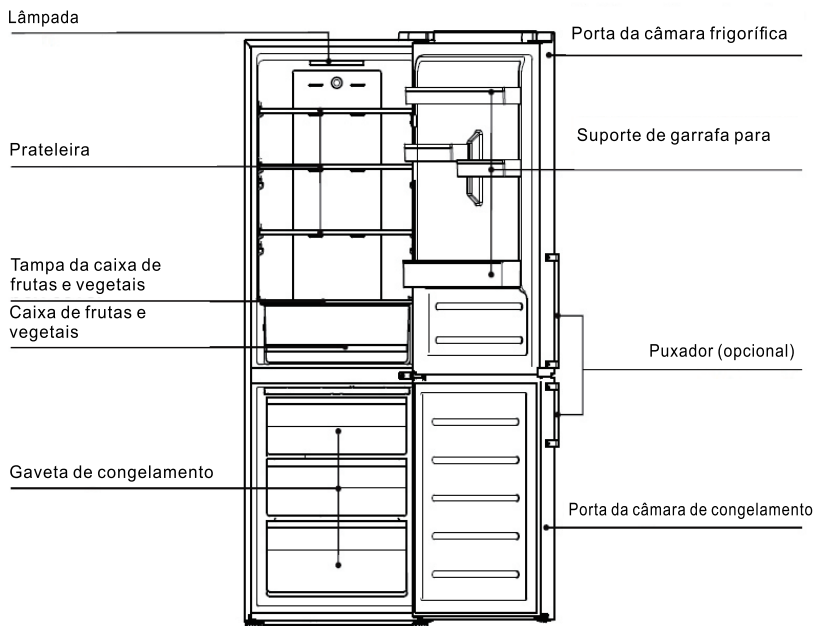 Lâmpada
Porta da câmara frigorífica
Suporte de garrafa para
Prateleira
Tampa da caixa de
frutas e vegetais
Caixa de frutas e
vegetais
Puxador (opcional)
Gaveta de congelamento
Porta da câmara de congelamento